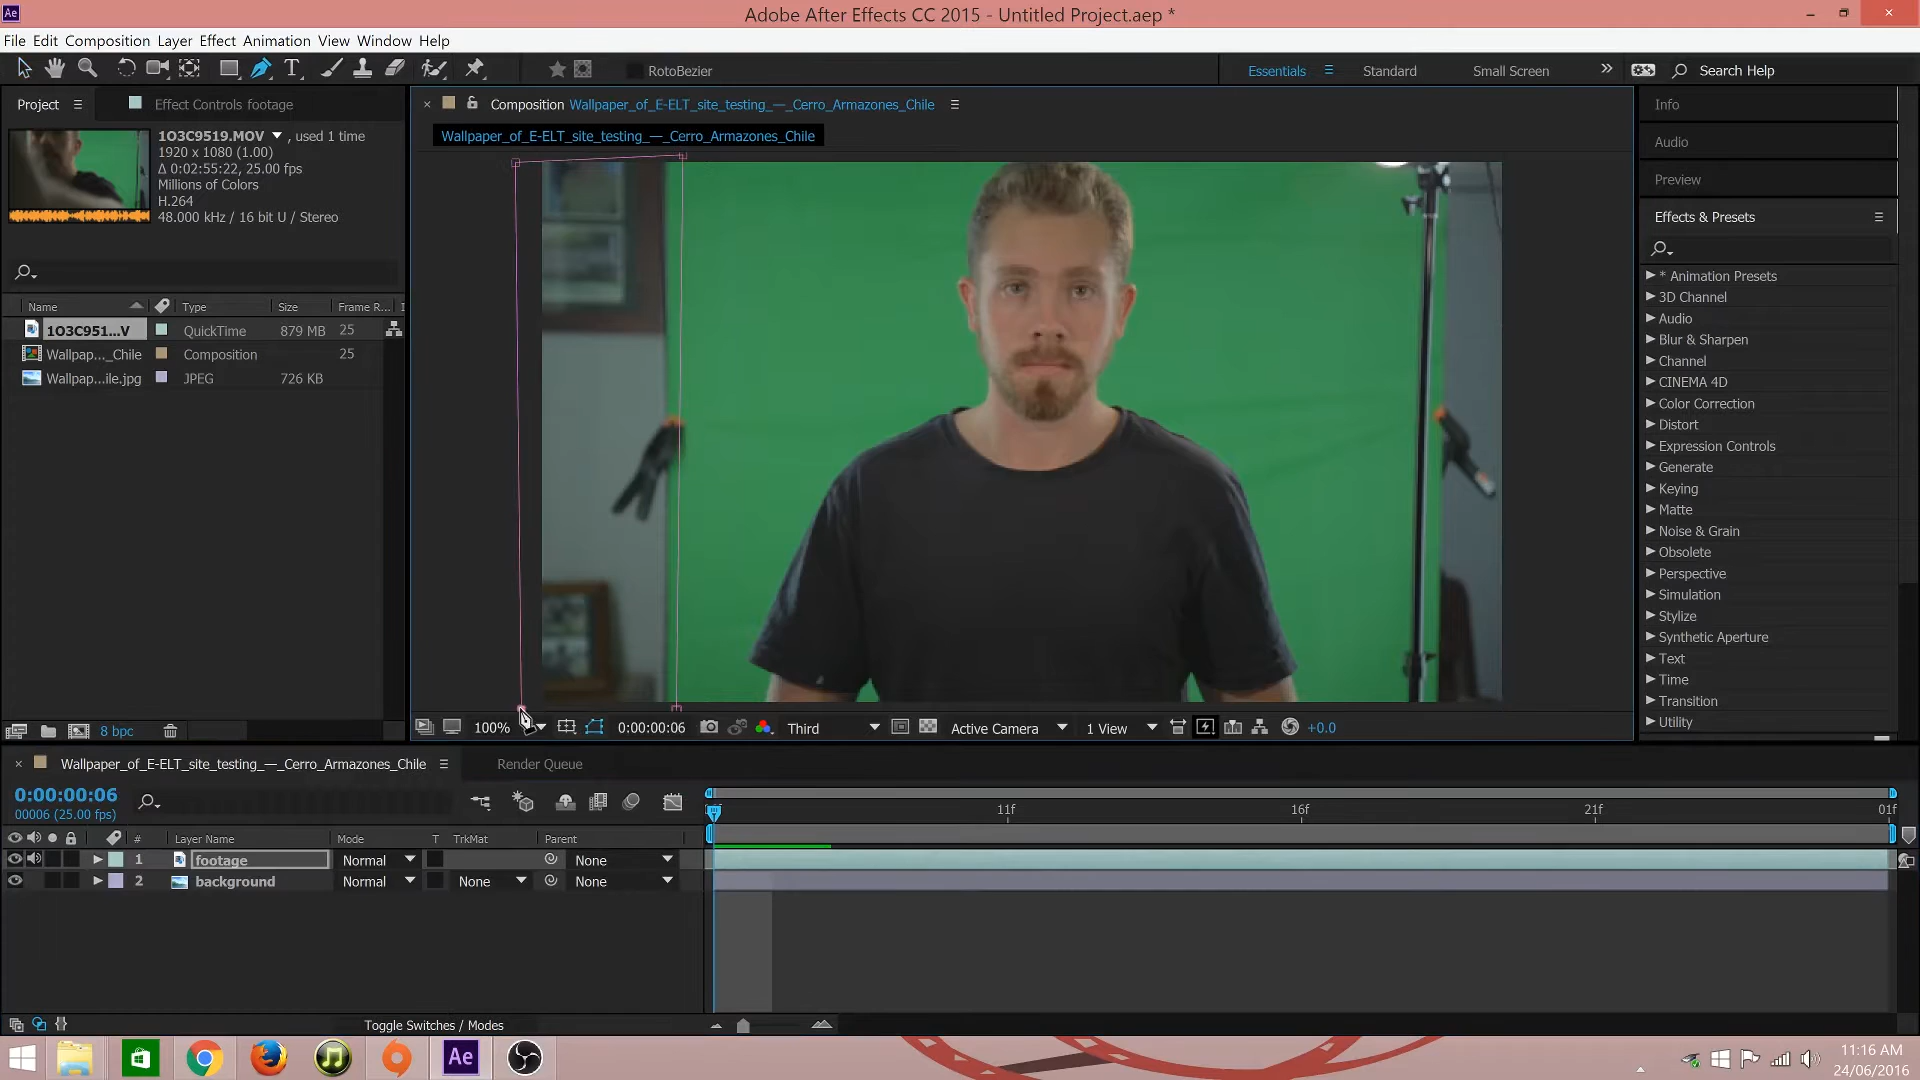 Ae
Adobe After Effects CC 2015 - Untitled Project.aep *
File Edit Composition Layer Effect Animation View Window Help
RotoBezier
Essentials
Standard
Small Screen
Search Help
Project
Effect Controls footage
1O3C9519.MOV , used 1 time
1920 x 1080 (1.00)
Δ 0:02:55:22, 25.00 fps
Millions of Colors
H.264
48.000 kHz / 16 bit U / Stereo
Name Type Size Frame R... I
1O3C951...V QuickTime 879 MB 25
Wallpap..._Chile Composition 25
Wallpap...ile.jpg JPEG 726 KB
8 bpc
Composition Wallpaper_of_E-ELT_site_testing_—_Cerro_Armazones_Chile
Wallpaper_of_E-ELT_site_testing_—_Cerro_Armazones_Chile
100% 0:00:00:06 Third Active Camera 1 View +0.0
Info
Audio
Preview
Effects & Presets
* Animation Presets
3D Channel
Audio
Blur & Sharpen
Channel
CINEMA 4D
Color Correction
Distort
Expression Controls
Generate
Keying
Matte
Noise & Grain
Obsolete
Perspective
Simulation
Stylize
Synthetic Aperture
Text
Time
Transition
Utility
Wallpaper_of_E-ELT_site_testing_—_Cerro_Armazones_Chile
Render Queue
0:00:00:06
00006 (25.00 fps)
11f 16f 21f 01f
# Layer Name Mode T TrkMat Parent
1 footage Normal None
2 background Normal None None
Toggle Switches / Modes
Ae
11:16 AM
24/06/2016